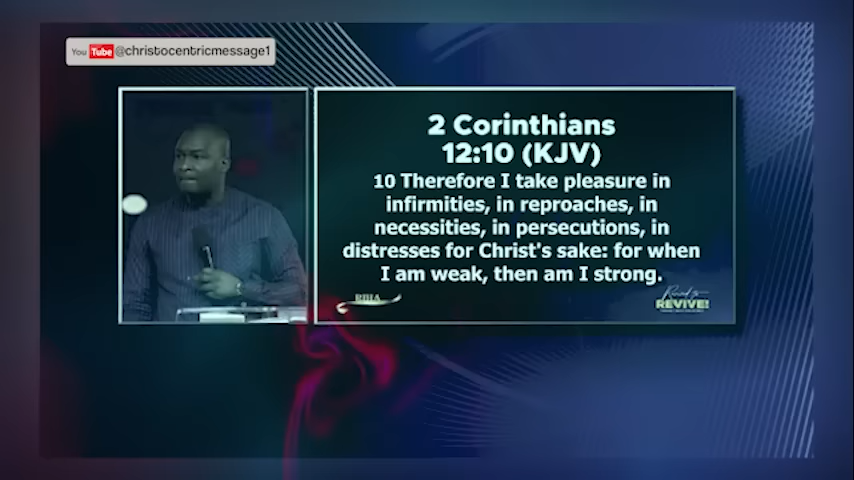 You Tube @christocentricmessage1
2 Corinthians
12:10 (KJV)
10 Therefore I take pleasure in
infirmities, in reproaches, in
necessities, in persecutions, in
distresses for Christ's sake: for when
I am weak, then am I strong.
REVIVE!